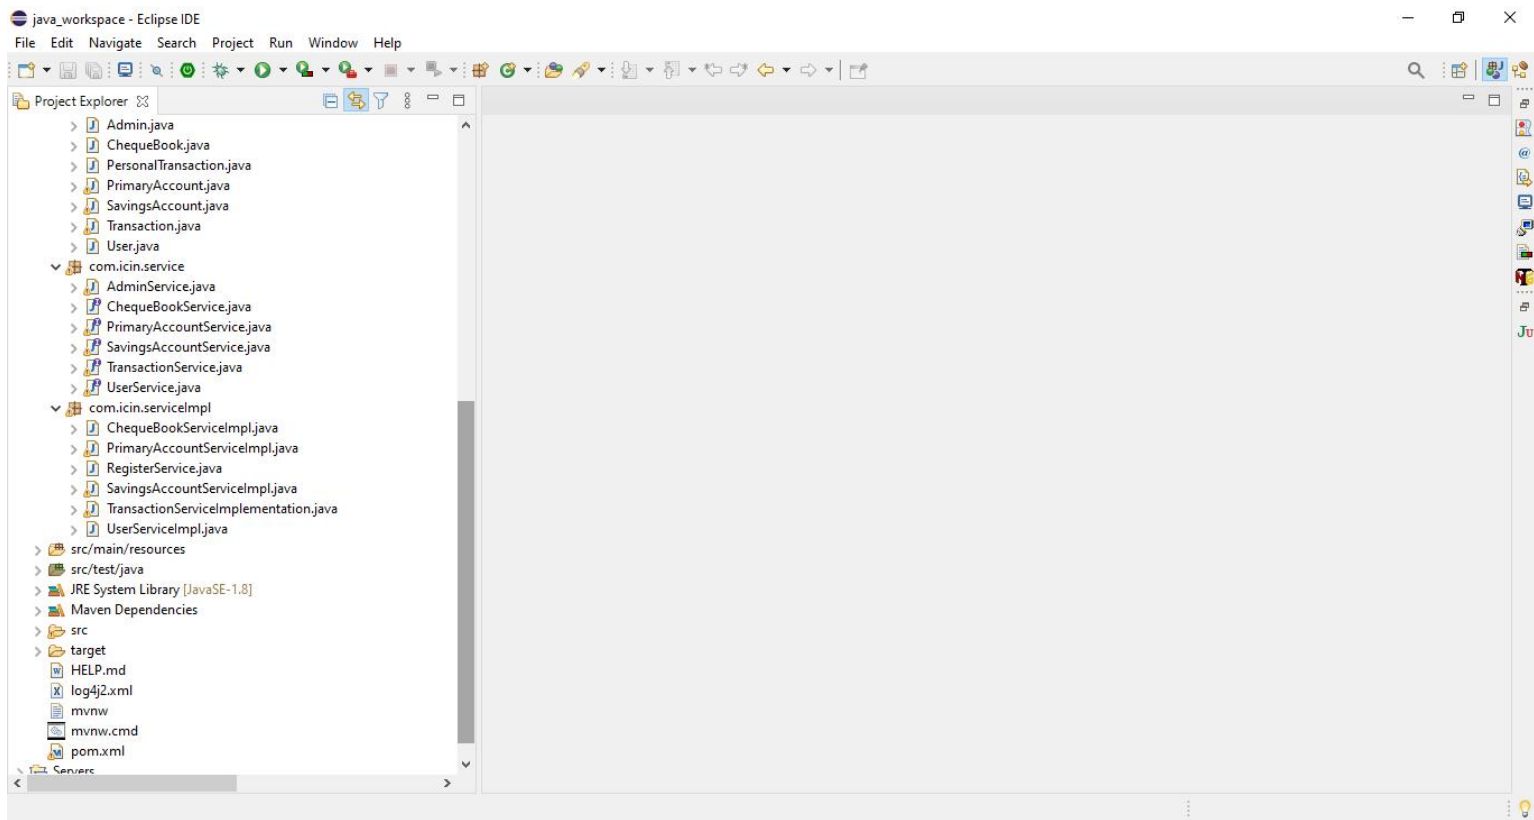 java_workspace - Eclipse IDE
File Edit Navigate Search Project Run Window Help
Project Explorer
Admin.java
ChequeBook.java
PersonalTransaction.java
PrimaryAccount.java
SavingsAccount.java
Transaction.java
User.java
com.icin.service
AdminService.java
ChequeBookService.java
PrimaryAccountService.java
SavingsAccountService.java
TransactionService.java
UserService.java
com.icin.serviceImpl
ChequeBookServiceImpl.java
PrimaryAccountServiceImpl.java
RegisterService.java
SavingsAccountServiceImpl.java
TransactionServiceImplementation.java
UserServiceImpl.java
src/main/resources
src/test/java
JRE System Library [JavaSE-1.8]
Maven Dependencies
src
target
HELP.md
log4j2.xml
mvnw
mvnw.cmd
pom.xml
Servers